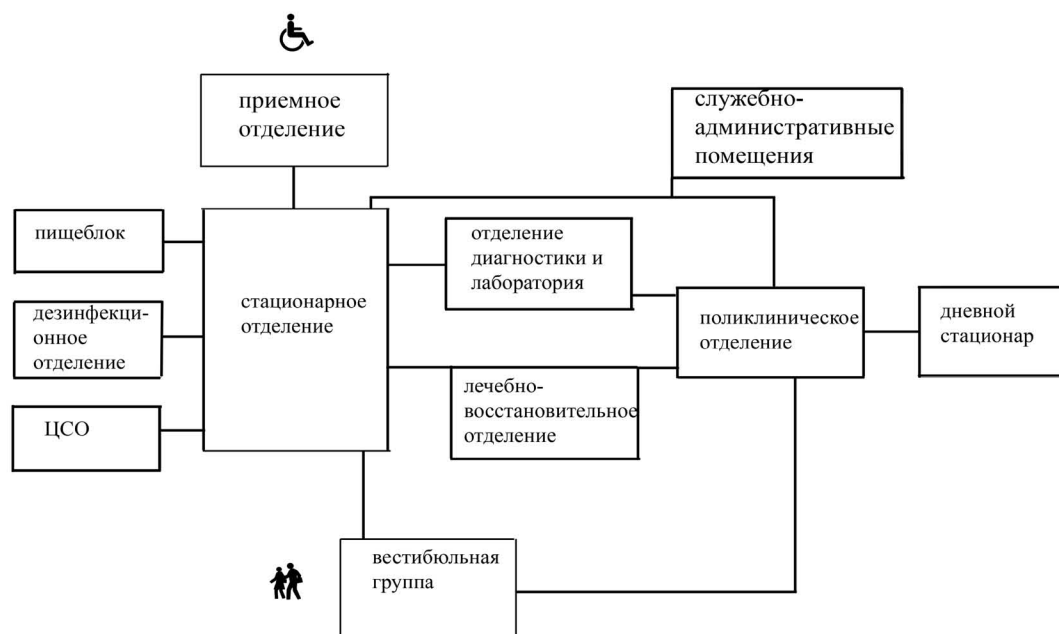 приемное
отделение
служебно-
административные
помещения
пищеблок
дезинфекци-
онное
отделение
ЦСО
стационарное
отделение
отделение
диагностики и
лаборатория
лечебно-
восстановительное
отделение
поликлиническое
отделение
дневной
стационар
вестибюльная
группа